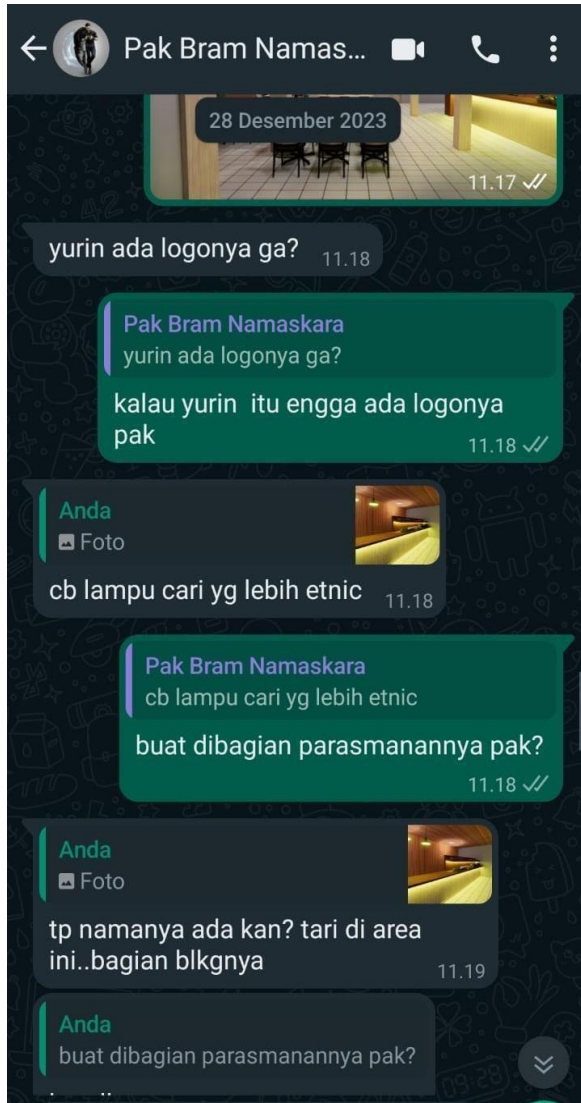 Pak Bram Namas...
28 Desember 2023
11.17
yurin ada logonya ga?
11.18
Pak Bram Namaskara
yurin ada logonya ga?
kalau yurin itu engga ada logonya
pak
11.18
Anda
Foto
cb lampu cari yg lebih etnic
11.18
Pak Bram Namaskara
cb lampu cari yg lebih etnic
buat dibagian parasmanannya pak?
11.18
Anda
Foto
tp namanya ada kan? tari di area
ini..bagian blkgnya
11.19
Anda
buat dibagian parasmanannya pak?